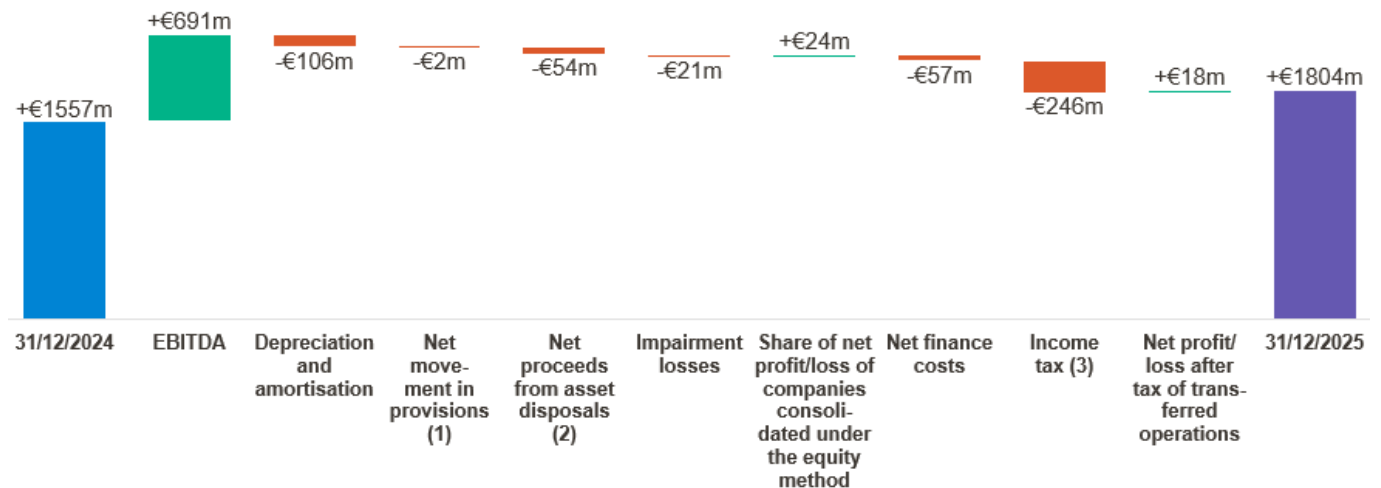 +€691m
-€106m
-€2m
-€54m
-€21m
+€24m
-€57m
-€246m
+€18m
+€1557m
+€1804m
31/12/2024
EBITDA
Depreciation
and
amortisation
Net
move-
ment in
provisions
(1)
Net
proceeds
from asset
disposals
(2)
Impairment
losses
Share of net
profit/loss of
companies
consoli-
dated under
the equity
method
Net finance
costs
Income
tax (3)
Net profit/
loss after
tax of trans-
ferred
operations
31/12/2025